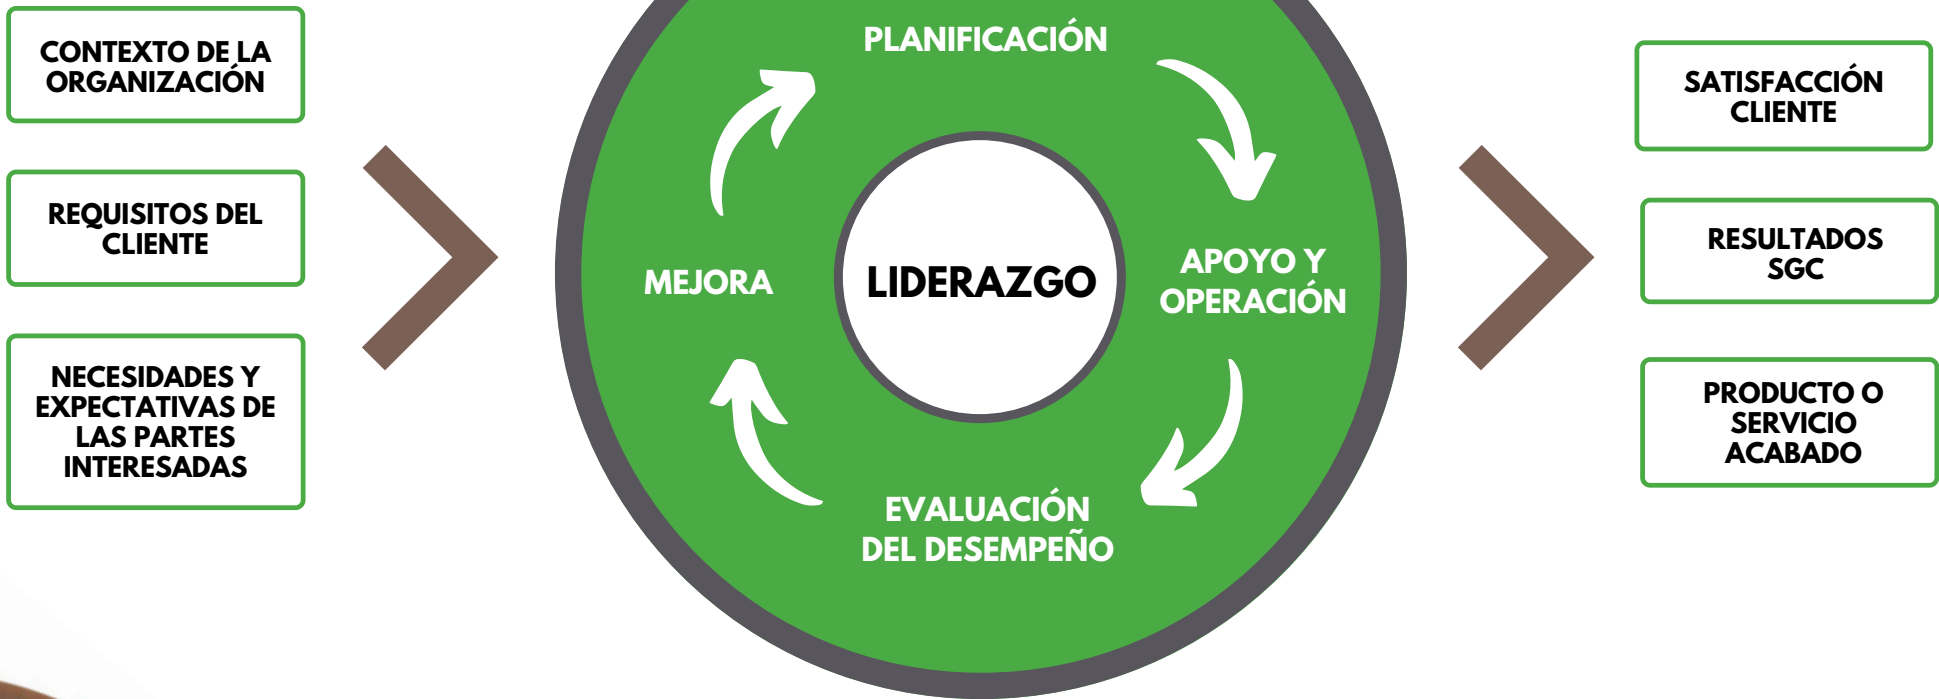 CONTEXTO DE LA
ORGANIZACIÓN
REQUISITOS DEL
CLIENTE
NECESIDADES Y
EXPECTATIVAS DE
LAS PARTES
INTERESADAS
PLANIFICACIÓN
MEJORA
LIDERAZGO
APOYO Y
OPERACIÓN
EVALUACIÓN
DEL DESEMPEÑO
SATISFACCIÓN
CLIENTE
RESULTADOS
SGC
PRODUCTO O
SERVICIO
ACABADO